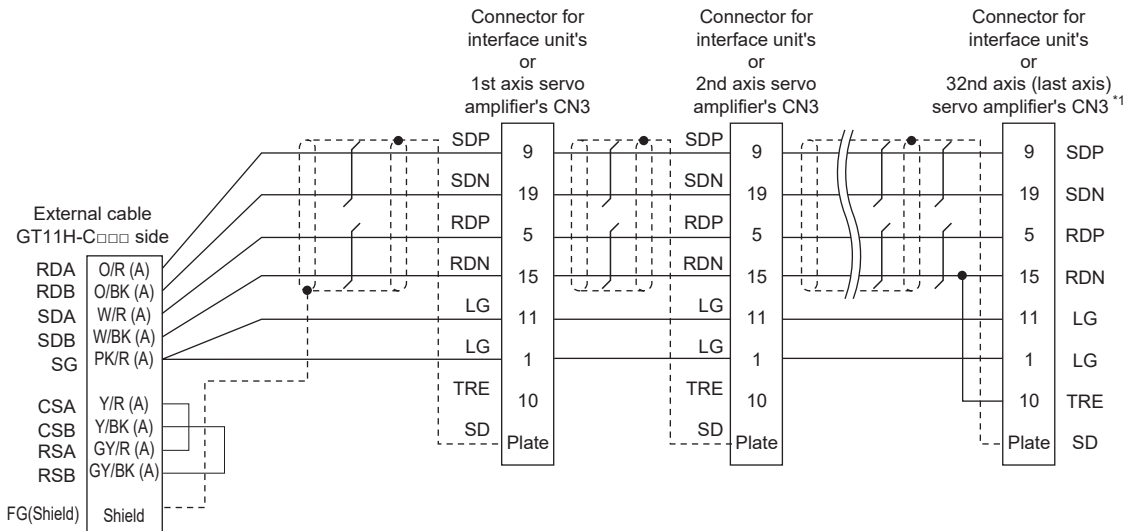 Connector for
interface unit's
or
1st axis servo
amplifier's CN3
Connector for
interface unit's
or
2nd axis servo
amplifier's CN3
Connector for
interface unit's
or
32nd axis (last axis)
servo amplifier's CN3 *1
External cable
GT11H-C□□□ side
RDA O/R (A)
RDB O/BK (A)
SDA W/R (A)
SDB W/BK (A)
SG PK/R (A)
CSA Y/R (A)
CSB Y/BK (A)
RSA GY/R (A)
RSB GY/BK (A)
FG(Shield) Shield
SDP 9
SDN 19
RDP 5
RDN 15
LG 11
LG 1
TRE 10
SD Plate
SDP 9
SDN 19
RDP 5
RDN 15
LG 11
LG 1
TRE 10
SD Plate
9 SDP
19 SDN
5 RDP
15 RDN
11 LG
1 LG
10 TRE
Plate SD